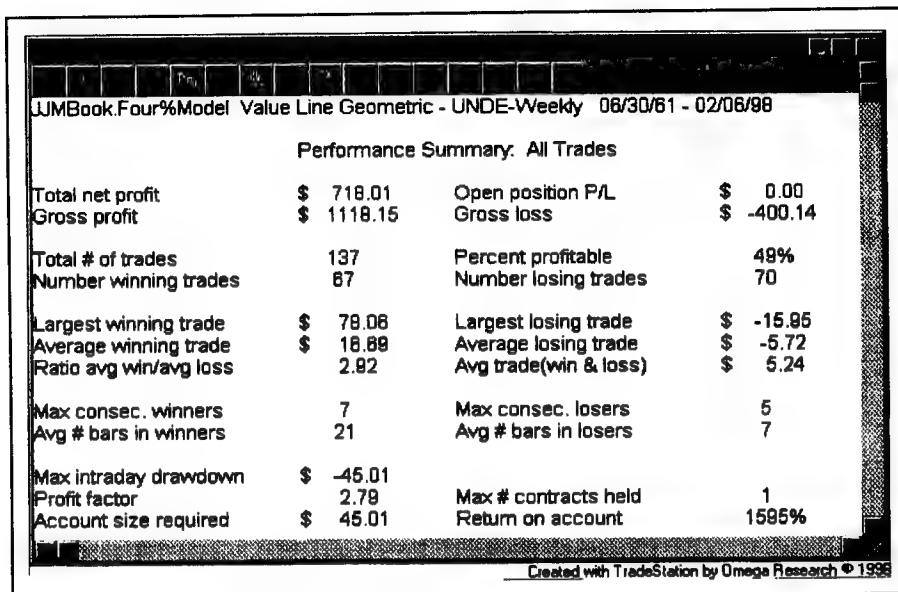 JJMBook.Four%Model Value Line Geometric - UNDE-Weekly 06/30/61 - 02/06/98
Performance Summary: All Trades
Total net profit $ 718.01 Open position P/L $ 0.00
Gross profit $ 1118.15 Gross loss $ -400.14
Total # of trades 137 Percent profitable 49%
Number winning trades 67 Number losing trades 70
Largest winning trade $ 78.06 Largest losing trade $ -15.95
Average winning trade $ 16.69 Average losing trade $ -5.72
Ratio avg win/avg loss 2.92 Avg trade(win & loss) $ 5.24
Max consec. winners 7 Max consec. losers 5
Avg # bars in winners 21 Avg # bars in losers 7
Max intraday drawdown $ -45.01
Profit factor 2.79 Max # contracts held 1
Account size required $ 45.01 Return on account 1595%
Created with TradeStation by Omega Research © 1996